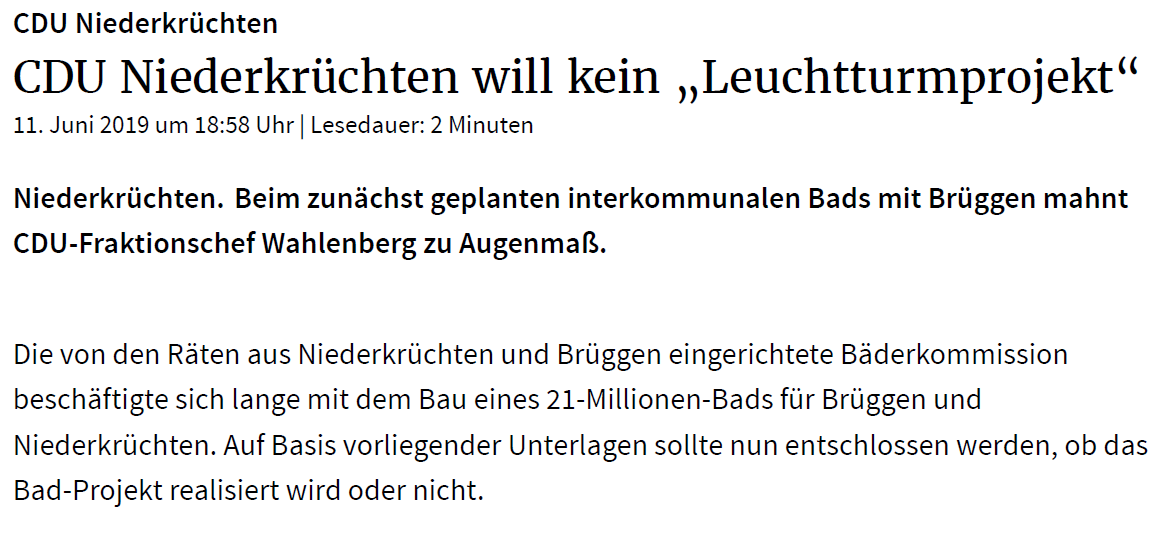 CDU Niederkrüchten
CDU Niederkrüchten will kein „Leuchtturmprojekt“
11. Juni 2019 um 18:58 Uhr | Lesedauer: 2 Minuten
Niederkrüchten. Beim zunächst geplanten interkommunalen Bads mit Brüggen mahnt
CDU-Fraktionschef Wahlenberg zu Augenmaß.
Die von den Räten aus Niederkrüchten und Brüggen eingerichtete Bäderkommission
beschäftigte sich lange mit dem Bau eines 21-Millionen-Bads für Brüggen und
Niederkrüchten. Auf Basis vorliegender Unterlagen sollte nun entschlossen werden, ob das
Bad-Projekt realisiert wird oder nicht.